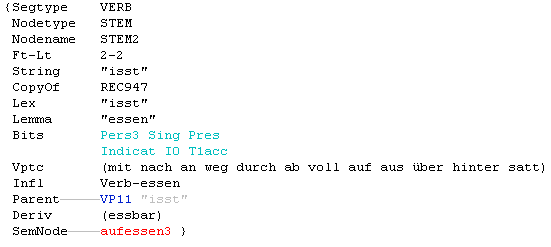 {Segtype VERB
Nodetype STEM
Nodename STEM2
Ft-Lt 2-2
String "isst"
CopyOf REC947
Lex "isst"
Lemma "essen"
Bits Pers3 Sing Pres
Indicat IO T1acc
Vptc (mit nach an weg durch ab voll auf aus über hinter satt)
Infl Verb-essen
Parent VP11 "isst"
Deriv (essbar)
SemNode aufessen3 }